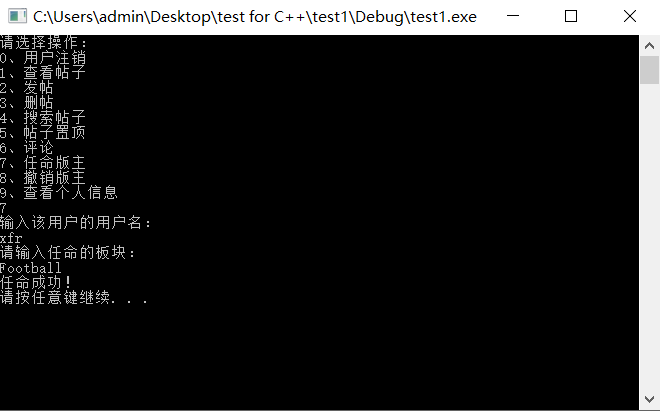 C:\Users\admin\Desktop\test for C++\test1\Debug\test1.exe
请选择操作：
0、用户注销
1、查看帖子
2、发帖
3、删帖
4、搜索帖子
5、帖子置顶
6、评论
7、任命版主
8、撤销版主
9、查看个人信息
7
输入该用户的用户名：
xfr
请输入任命的板块：
Football
任命成功！
请按任意键继续. . .